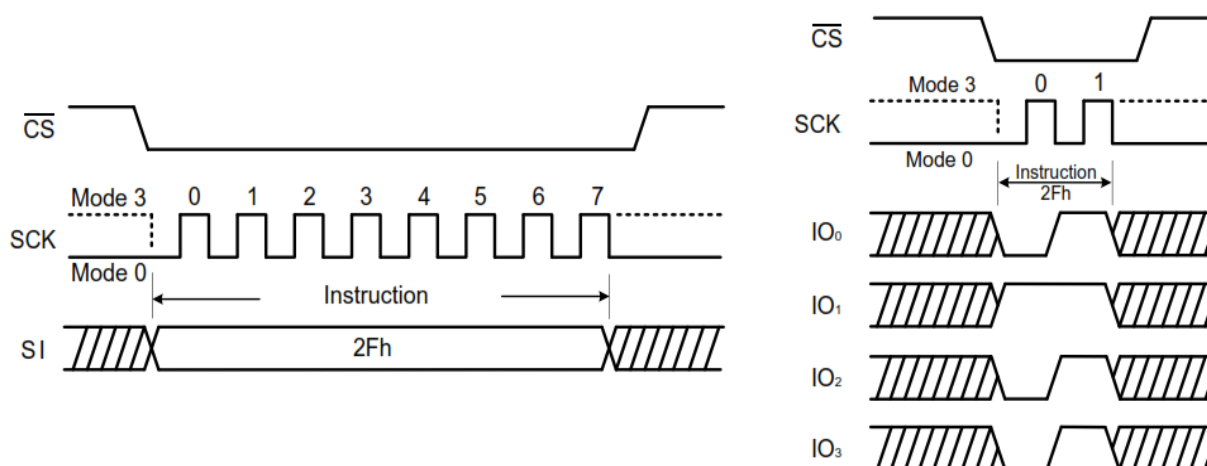 CS
Mode 3 0 1 2 3 4 5 6 7
SCK
Mode 0
Instruction
SI
2Fh
CS
Mode 3 0 1
SCK
Mode 0
Instruction
2Fh
IO₀
IO₁
IO₂
IO₃